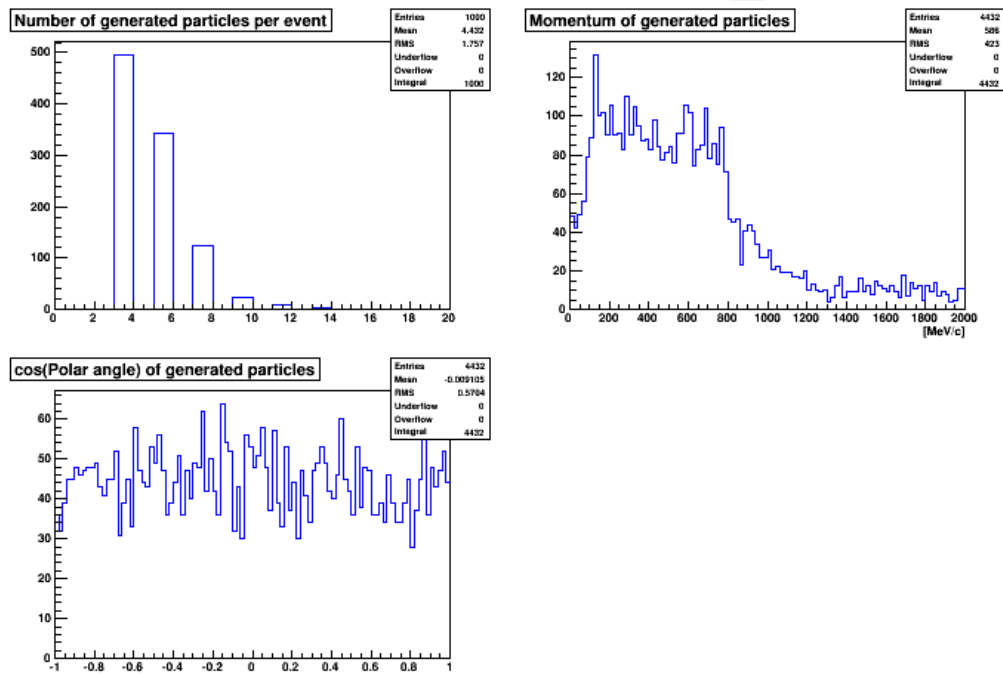 Number of generated particles per event
Entries 1000
Mean 4.432
RMS 1.757
Underflow 0
Overflow 0
Integral 1000
500
400
300
200
100
0
0 2 4 6 8 10 12 14 16 18 20
Momentum of generated particles
Entries 4432
Mean 586
RMS 423
Underflow 0
Overflow 0
Integral 4432
120
100
80
60
40
20
0
0 200 400 600 800 1000 1200 1400 1600 1800 2000
[MeV/c]
cos(Polar angle) of generated particles
Entries 4432
Mean -0.009105
RMS 0.5704
Underflow 0
Overflow 0
Integral 4432
60
50
40
30
20
10
0
-1 -0.8 -0.6 -0.4 -0.2 0 0.2 0.4 0.6 0.8 1